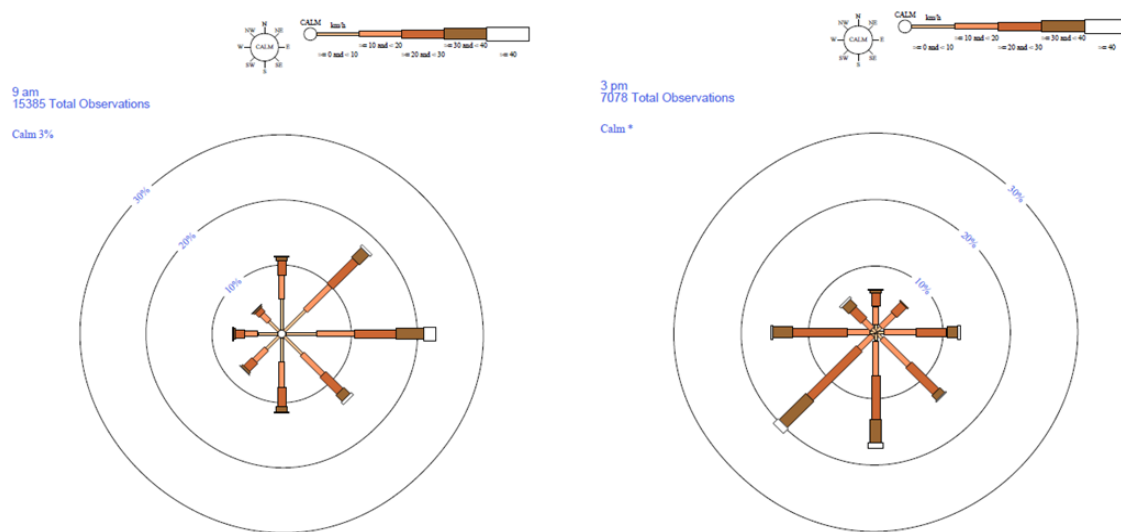 N
NW NE
W CALM E
SW SE
S
CALM km/h
>= 10 and < 20 >= 30 and < 40
>= 0 and < 10 >= 20 and < 30 >= 40
9 am
15385 Total Observations
Calm 3%
10%
20%
30%
N
NW NE
W CALM E
SW SE
S
CALM km/h
>= 10 and < 20 >= 30 and < 40
>= 0 and < 10 >= 20 and < 30 >= 40
3 pm
7078 Total Observations
Calm *
10%
20%
30%